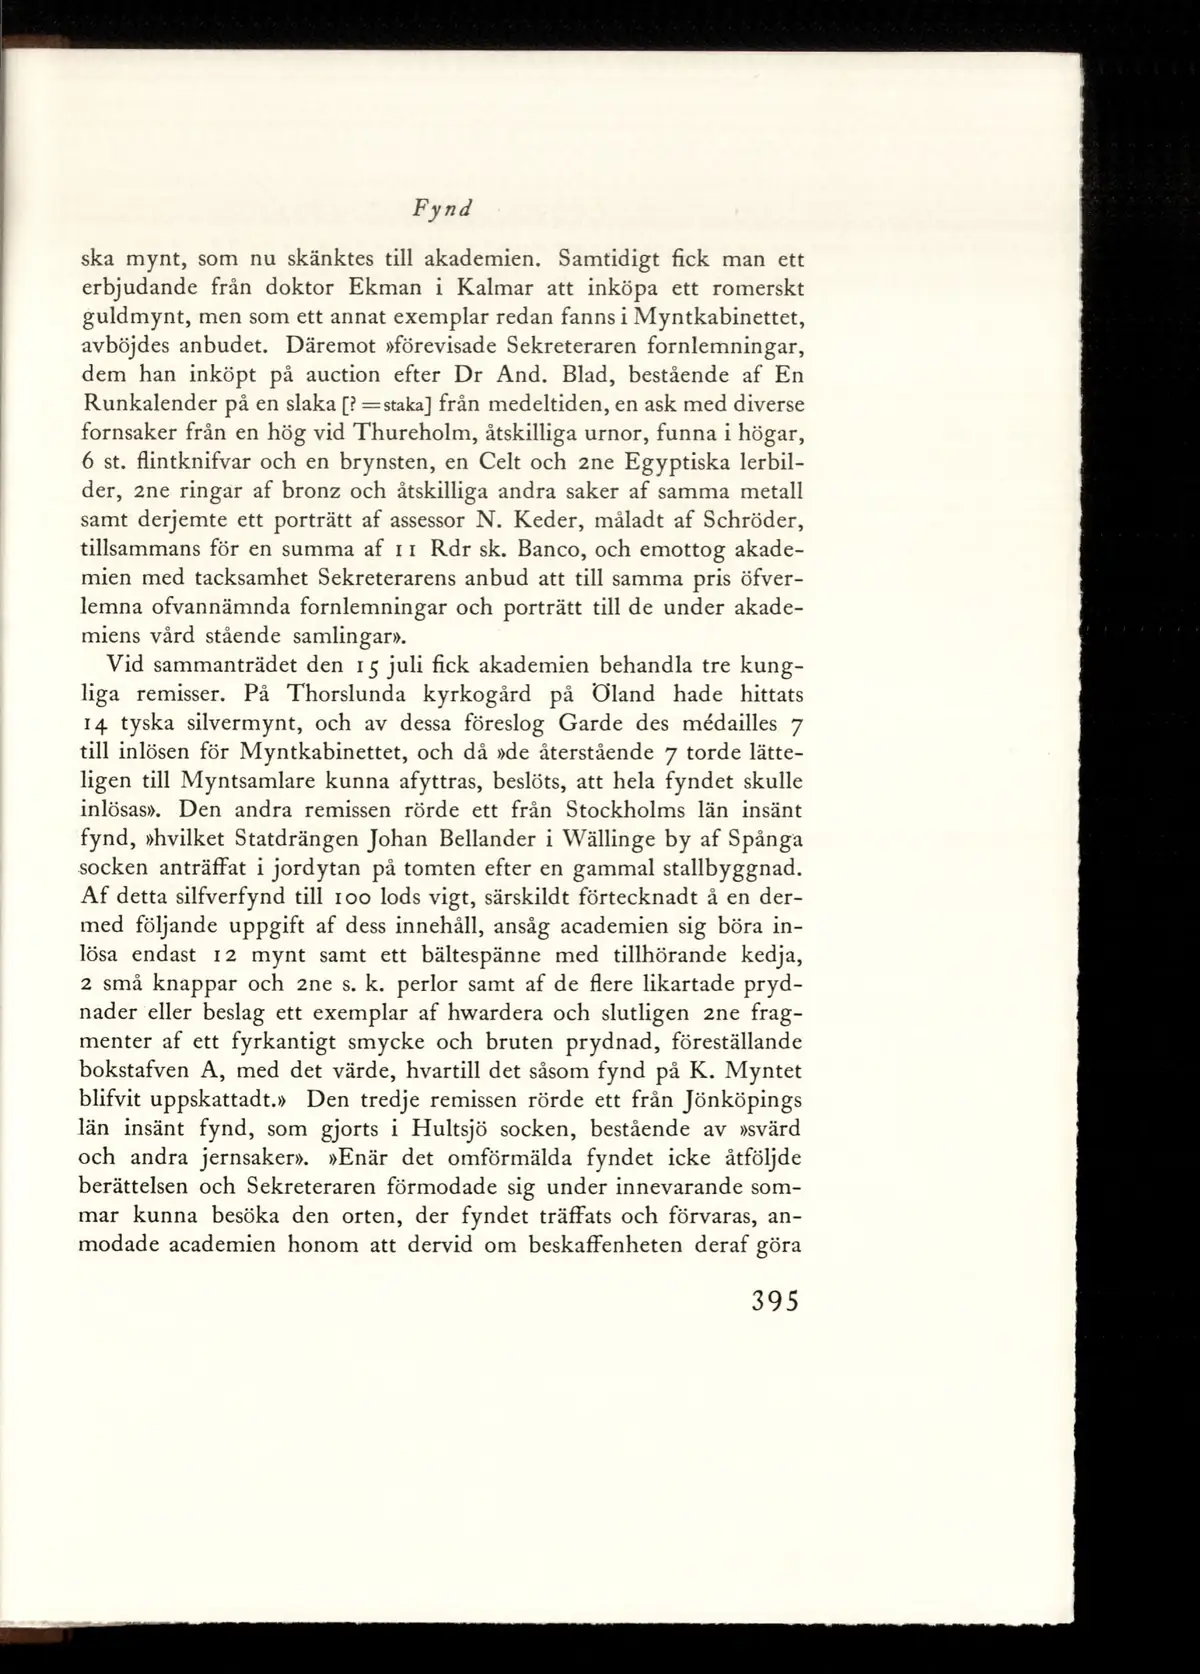 Fynd
ska mynt, som nu skänktes till akademien. Samtidigt fick man ett
erbjudande från doktor Ekman i Kalmar att inköpa ett romerskt
guldmynt, men som ett annat exemplar redan fanns i Myntkabinettet,
avböjdes anbudet. Däremot »förevisade Sekreteraren fornlemningar,
dem han inköpt på auction efter Dr And. Blad, bestående af En
Runkalender på en slaka [? = staka] från medeltiden, en ask med diverse
fornsaker från en hög vid Thureholm, åtskilliga urnor, funna i högar,
6 st. flintknifvar och en brynsten, en Celt och 2ne Egyptiska lerbil-
der, 2ne ringar af bronz och åtskilliga andra saker af samma metall
samt derjemte ett porträtt af assessor N. Keder, måladt af Schröder,
tillsammans för en summa af 11 Rdr sk. Banco, och emottog akade-
mien med tacksamhet Sekreterarens anbud att till samma pris öfver-
lemna ofvannämnda fornlemningar och porträtt till de under akade-
miens vård stående samlingar».
Vid sammanträdet den 15 juli fick akademien behandla tre kung-
liga remisser. På Thorslunda kyrkogård på Öland hade hittats
14 tyska silvermynt, och av dessa föreslog Garde des médailles 7
till inlösen för Myntkabinettet, och då »de återstående 7 torde lätte-
ligen till Myntsamlare kunna afyttras, beslöts, att hela fyndet skulle
inlösas». Den andra remissen rörde ett från Stockholms län insänt
fynd, »hvilket Statdrängen Johan Bellander i Wällinge by af Spånga
socken anträffat i jordytan på tomten efter en gammal stallbyggnad.
Af detta silfverfynd till 100 lods vigt, särskildt förtecknadt å en der-
med följande uppgift af dess innehåll, ansåg academien sig böra in-
lösa endast 12 mynt samt ett bältespänne med tillhörande kedja,
2 små knappar och 2ne s. k. perlor samt af de flere likartade pryd-
nader eller beslag ett exemplar af hwardera och slutligen 2ne frag-
menter af ett fyrkantigt smycke och bruten prydnad, föreställande
bokstafven A, med det värde, hvartill det såsom fynd på K. Myntet
blifvit uppskattadt.» Den tredje remissen rörde ett från Jönköpings
län insänt fynd, som gjorts i Hultsjö socken, bestående av »svärd
och andra jernsaker». »Enär det omförmälda fyndet icke åtföljde
berättelsen och Sekreteraren förmodade sig under innevarande som-
mar kunna besöka den orten, der fyndet träffats och förvaras, an-
modade academien honom att dervid om beskaffenheten deraf göra
395